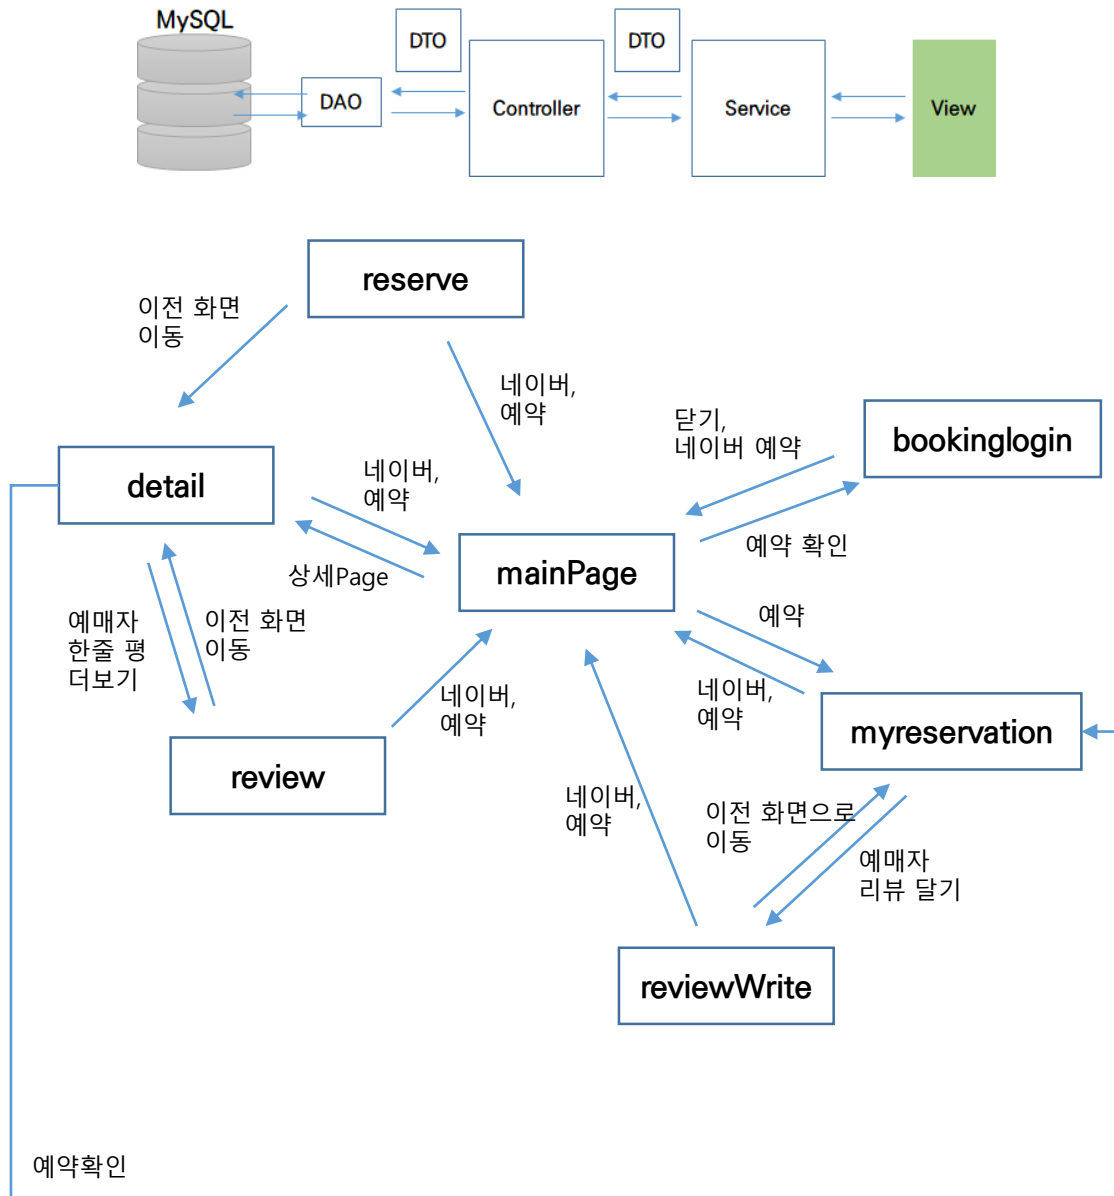 MySQL
DTO
DTO
DAO
Controller
Service
View
reserve
이전 화면
이동
네이버,
예약
닫기,
네이버 예약
bookinglogin
detail
네이버,
예약
예약 확인
mainPage
상세Page
예매자
한줄 평
더보기
이전 화면
이동
예약
네이버,
예약
네이버,
예약
myreservation
review
네이버,
예약
이전 화면으로
이동
예매자
리뷰 달기
reviewWrite
예약확인